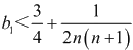 b₁ < 3/4 + 1/(2n(n+1))